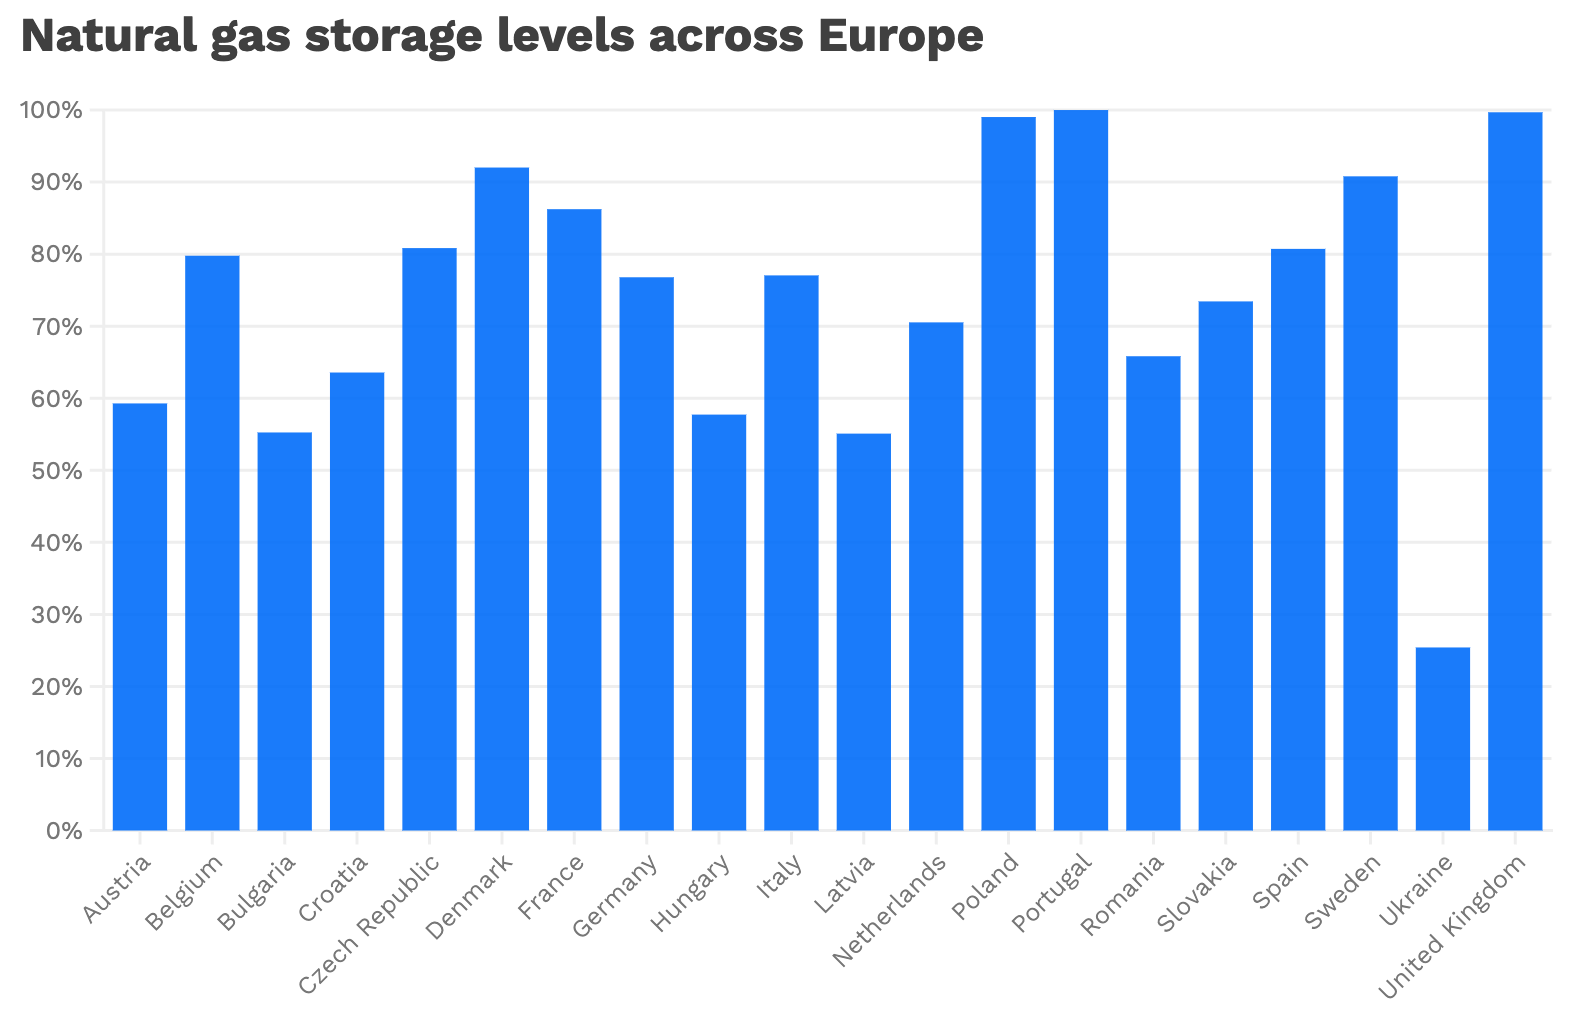 Natural gas storage levels across Europe
100%
90%
80%
70%
60%
50%
40%
30%
20%
10%
0%
Austria
Belgium
Bulgaria
Croatia
Czech Republic
Denmark
France
Germany
Hungary
Italy
Latvia
Netherlands
Poland
Portugal
Romania
Slovakia
Spain
Sweden
Ukraine
United Kingdom